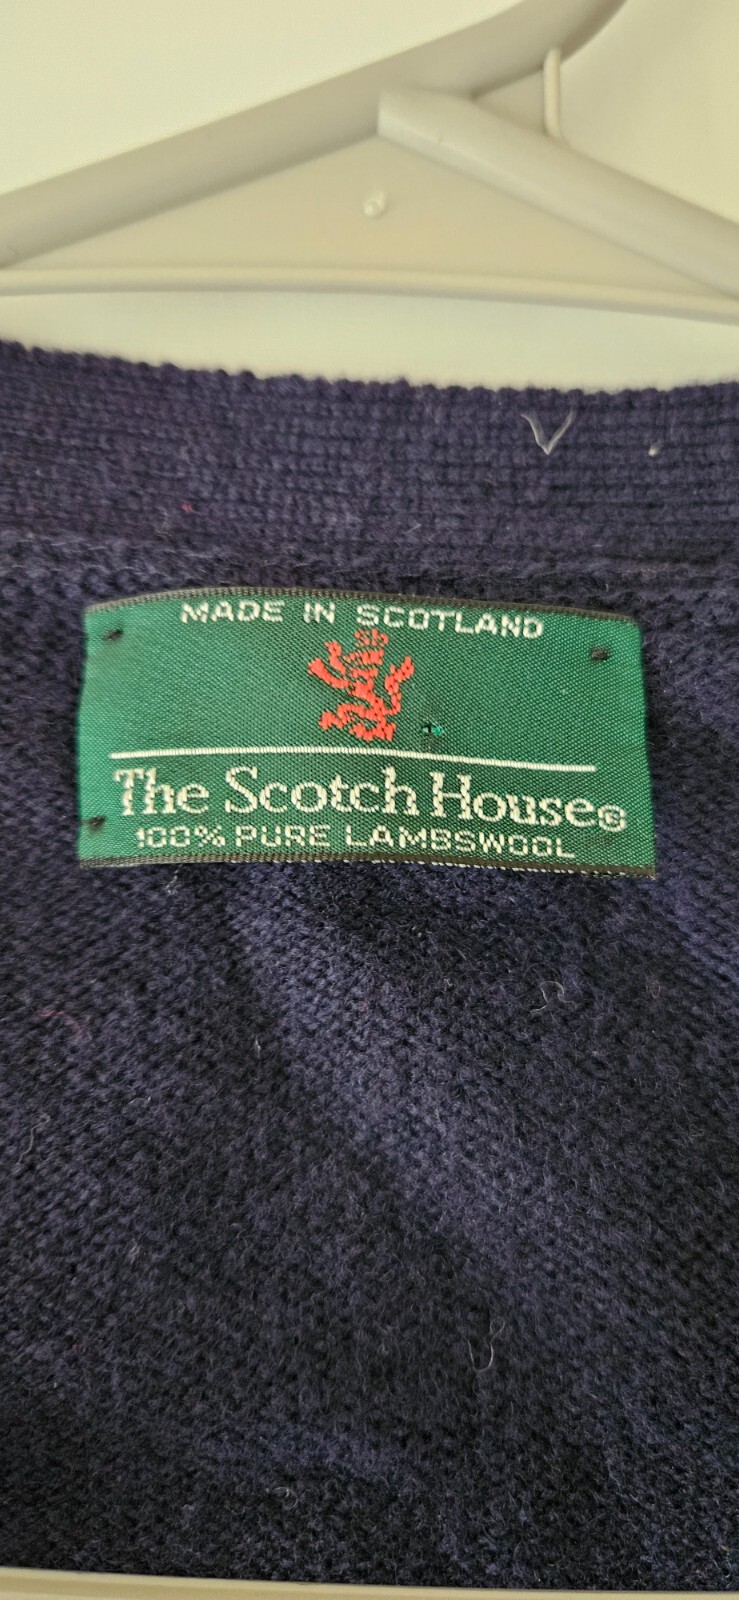 MADE IN SCOTLAND
The Scotch House®
100% PURE LAMBSWOOL